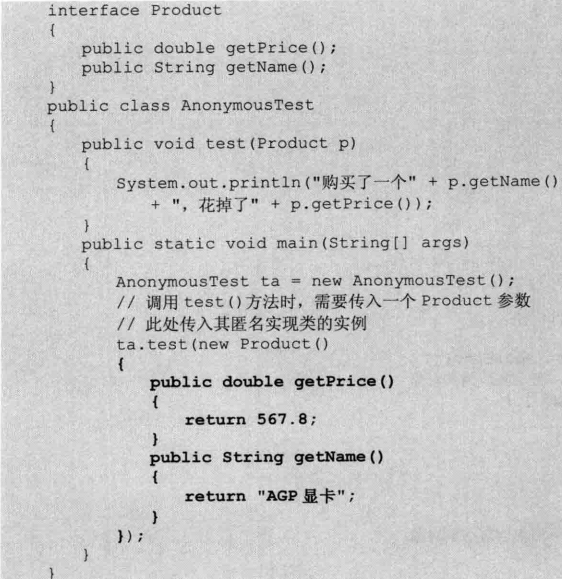 interface Product
{
public double getPrice();
public String getName();
}
public class AnonymousTest
{
public void test(Product p)
{
System.out.println("购买了一个" + p.getName()
+ ", 花掉了" + p.getPrice());
}
public static void main(String[] args)
{
AnonymousTest ta = new AnonymousTest();
// 调用 test()方法时，需要传入一个 Product 参数
// 此处传入其匿名实现类的实例
ta.test(new Product()
{
public double getPrice()
{
return 567.8;
}
public String getName()
{
return "AGP 显卡";
}
});
}
}